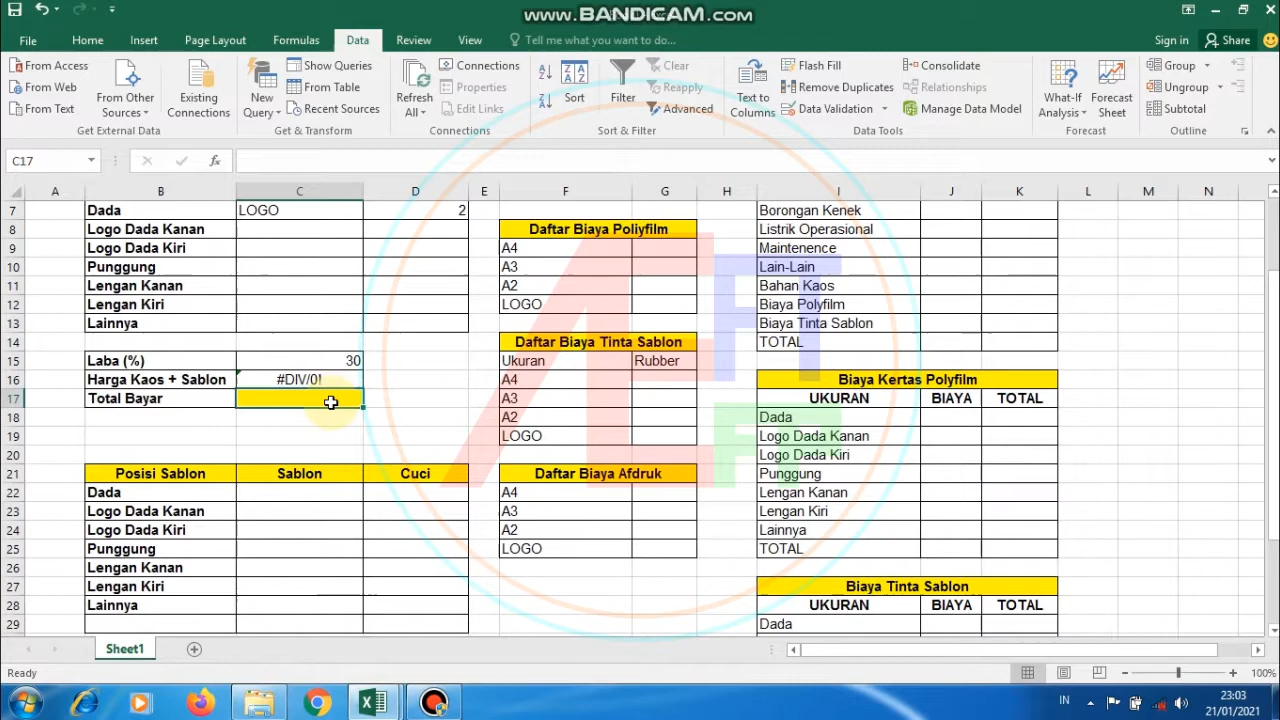 www.BANDICAM.com
File Home Insert Page Layout Formulas Data Review View Tell me what you want to do... Sign in Share
From Access
From Web
From Text
From Other Sources
Existing Connections
Get External Data
New Query
Show Queries
From Table
Recent Sources
Get & Transform
Refresh All
Connections
Properties
Edit Links
Connections
Sort
Filter
Clear
Reapply
Advanced
Sort & Filter
Text to Columns
Flash Fill
Remove Duplicates
Data Validation
Consolidate
Relationships
Manage Data Model
Data Tools
What-If Analysis
Forecast Sheet
Forecast
Group
Ungroup
Subtotal
Outline
C17 fx
A B C D E F G H I J K L M N
7 Dada LOGO 2 Borongan Kenek
8 Logo Dada Kanan Daftar Biaya Poliyfilm Listrik Operasional
9 Logo Dada Kiri A4 Maintenence
10 Punggung A3 Lain-Lain
11 Lengan Kanan A2 Bahan Kaos
12 Lengan Kiri LOGO Biaya Polyfilm
13 Lainnya Biaya Tinta Sablon
14 Daftar Biaya Tinta Sablon TOTAL
15 Laba (%) 30 Ukuran Rubber
16 Harga Kaos + Sablon #DIV/0! A4 Biaya Kertas Polyfilm
17 Total Bayar A3 UKURAN BIAYA TOTAL
18 A2 Dada
19 LOGO Logo Dada Kanan
20 Logo Dada Kiri
21 Posisi Sablon Sablon Cuci Daftar Biaya Afdruk Punggung
22 Dada A4 Lengan Kanan
23 Logo Dada Kanan A3 Lengan Kiri
24 Logo Dada Kiri A2 Lainnya
25 Punggung LOGO TOTAL
26 Lengan Kanan
27 Lengan Kiri Biaya Tinta Sablon
28 Lainnya UKURAN BIAYA TOTAL
29 Dada
Sheet1
Ready 100%
IN 23:03
21/01/2021